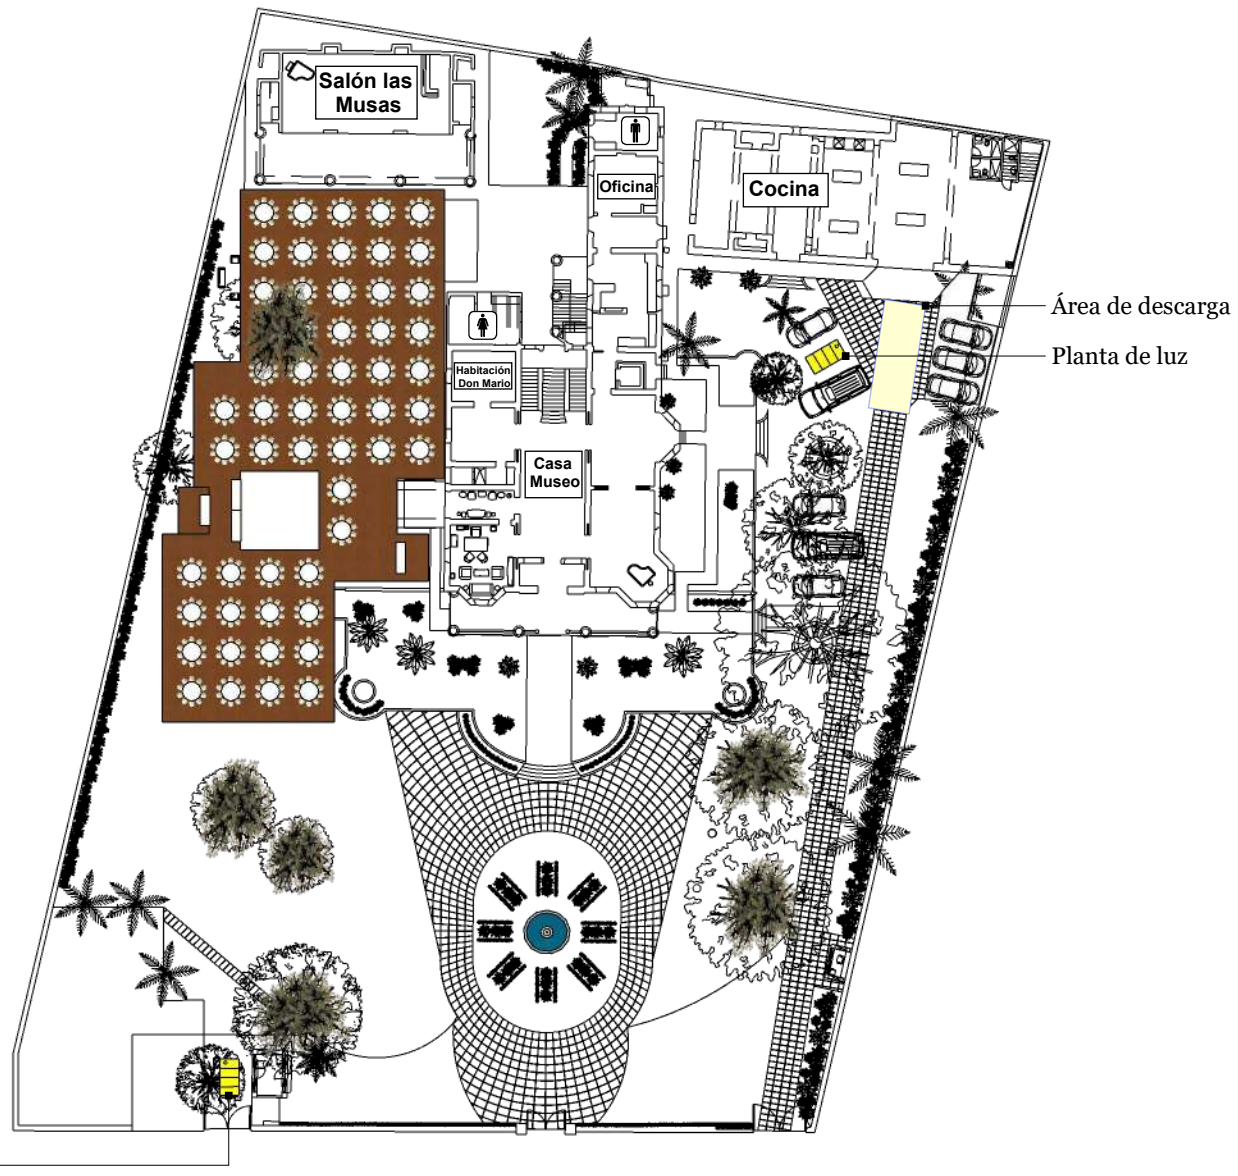 Salón las
Musas
Oficina
Cocina
Área de descarga
Planta de luz
Habitación
Don Mario
Casa
Museo